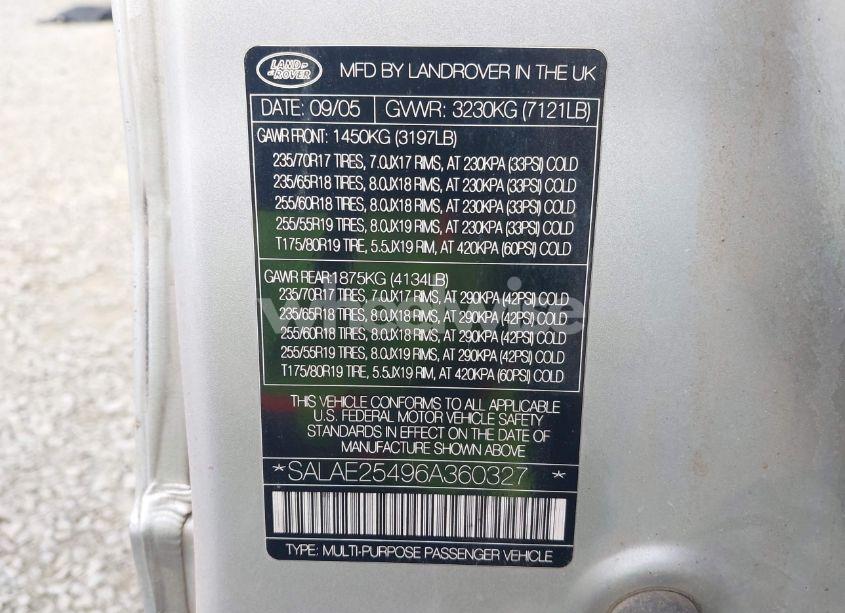 LAND ROVER
MFD BY LANDROVER IN THE UK
DATE: 09/05 GVWR: 3230KG (7121LB)
GAWR FRONT: 1450KG (3197LB)
235/70R17 TIRES, 7.0JX17 RIMS, AT 230KPA (33PSI) COLD
235/65R18 TIRES, 8.0JX18 RIMS, AT 230KPA (33PSI) COLD
255/60R18 TIRES, 8.0JX18 RIMS, AT 230KPA (33PSI) COLD
255/55R19 TIRES, 8.0JX19 RIMS, AT 230KPA (33PSI) COLD
T175/80R19 TIRE, 5.5JX19 RIM, AT 420KPA (60PSI) COLD
GAWR REAR:1875KG (4134LB)
235/70R17 TIRES, 7.0JX17 RIMS, AT 290KPA (42PSI) COLD
235/65R18 TIRES, 8.0JX18 RIMS, AT 290KPA (42PSI) COLD
255/60R18 TIRES, 8.0JX18 RIMS, AT 290KPA (42PSI) COLD
255/55R19 TIRES, 8.0JX19 RIMS, AT 290KPA (42PSI) COLD
T175/80R19 TIRE, 5.5JX19 RIM, AT 420KPA (60PSI) COLD
THIS VEHICLE CONFORMS TO ALL APPLICABLE
U.S. FEDERAL MOTOR VEHICLE SAFETY
STANDARDS IN EFFECT ON THE DATE OF
MANUFACTURE SHOWN ABOVE
*SALAE25496A360327 *
TYPE: MULTI-PURPOSE PASSENGER VEHICLE